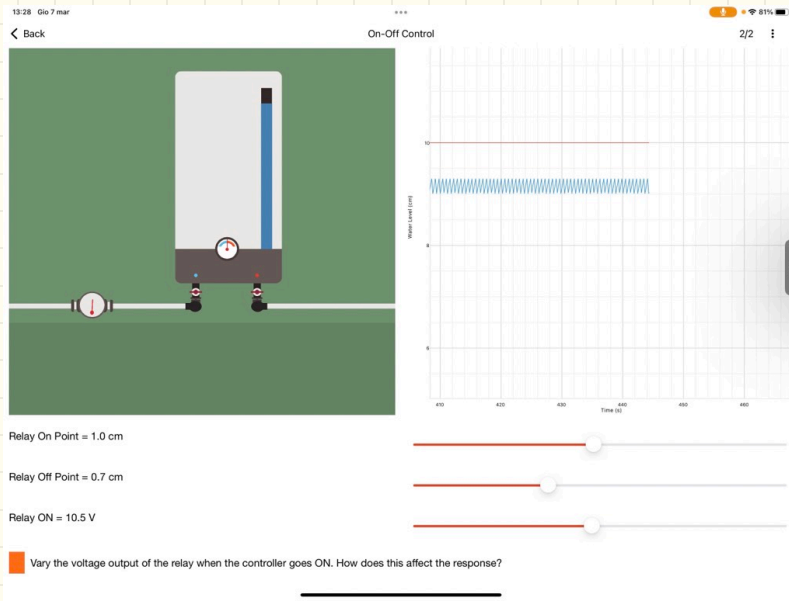 13:28 Gio 7 mar
81%
Back
On-Off Control
2/2
Water Level (cm)
10
8
6
410 420 430 440 450 460
Time (s)
Relay On Point = 1.0 cm
Relay Off Point = 0.7 cm
Relay ON = 10.5 V
Vary the voltage output of the relay when the controller goes ON. How does this affect the response?